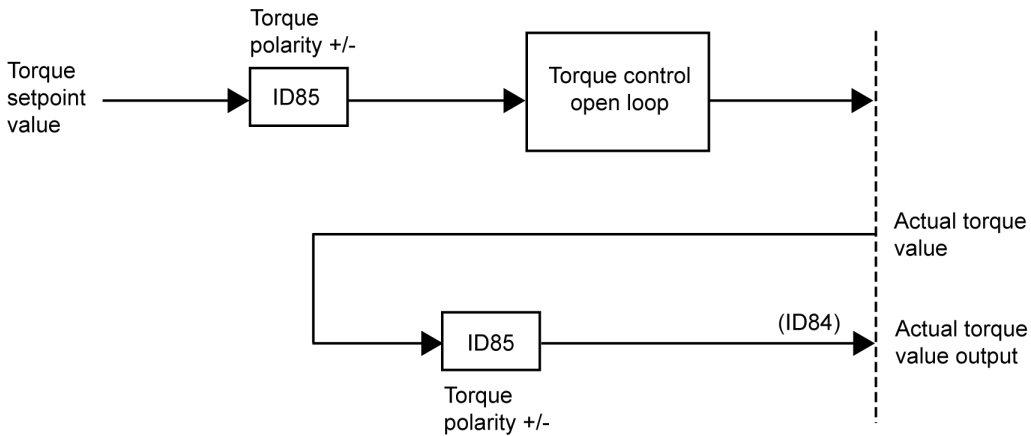 Torque
polarity +/-
Torque
setpoint
value
ID85
Torque control
open loop
Actual torque
value
ID85
(ID84)
Actual torque
value output
Torque
polarity +/-